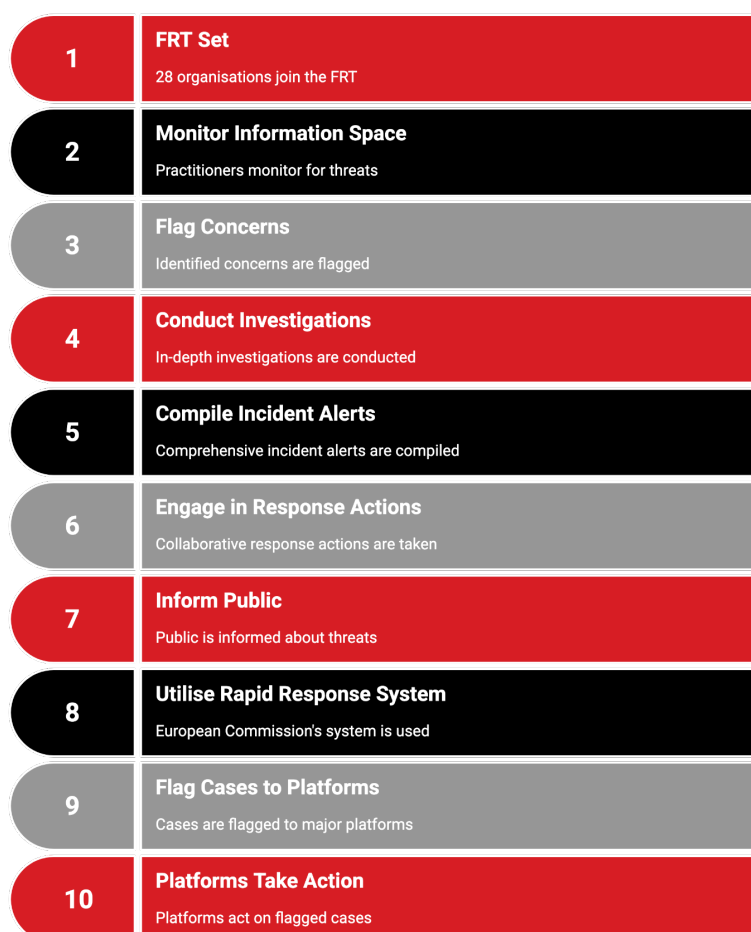 1
FRT Set
28 organisations join the FRT
2
Monitor Information Space
Practitioners monitor for threats
3
Flag Concerns
Identified concerns are flagged
4
Conduct Investigations
In-depth investigations are conducted
5
Compile Incident Alerts
Comprehensive incident alerts are compiled
6
Engage in Response Actions
Collaborative response actions are taken
7
Inform Public
Public is informed about threats
8
Utilise Rapid Response System
European Commission's system is used
9
Flag Cases to Platforms
Cases are flagged to major platforms
10
Platforms Take Action
Platforms act on flagged cases